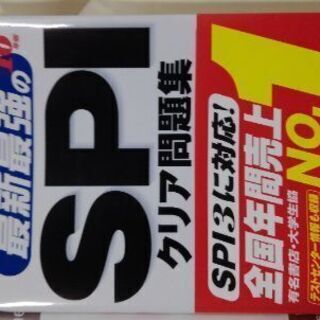 最新最強の
SPI
クリア問題集
SPI3に対応!
全国年間売上
有名書店・大学生協
NO.1
テストセンター情報も収録